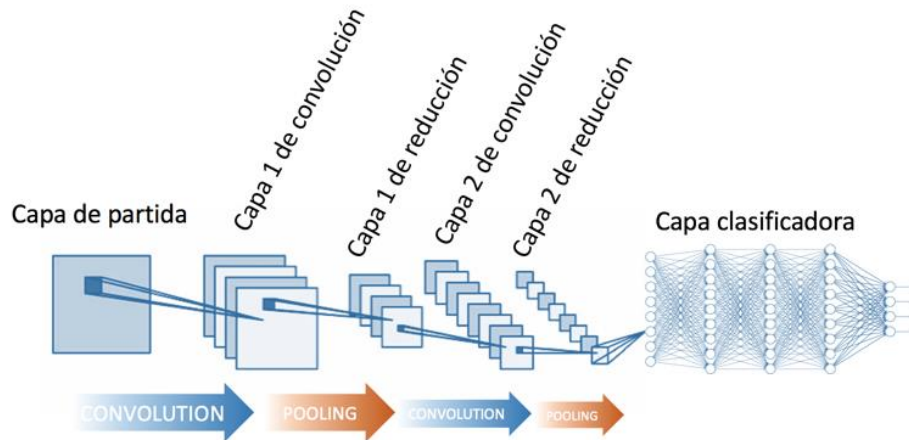 Capa de partida
Capa 1 de convolución
Capa 1 de reducción
Capa 2 de convolución
Capa 2 de reducción
Capa clasificadora
CONVOLUTION
POOLING
CONVOLUTION
POOLING